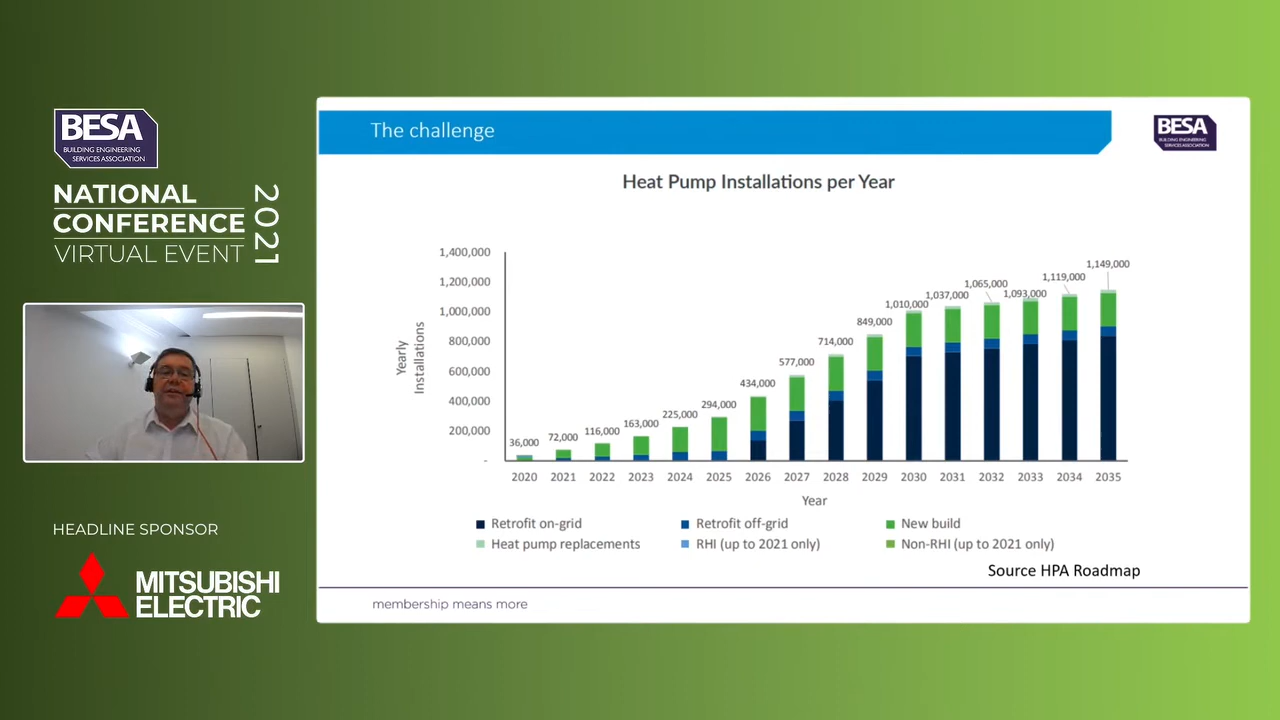 BESA
BUILDING ENGINEERING
SERVICES ASSOCIATION
NATIONAL
CONFERENCE
VIRTUAL EVENT
2021
HEADLINE SPONSOR
MITSUBISHI
ELECTRIC
The challenge
BESA
BUILDING ENGINEERING
SERVICES ASSOCIATION
Heat Pump Installations per Year
Yearly
Installations
1,400,000
1,200,000
1,000,000
800,000
600,000
400,000
200,000
-
36,000
72,000
116,000
163,000
225,000
294,000
434,000
577,000
714,000
849,000
1,010,000
1,037,000
1,065,000
1,093,000
1,119,000
1,149,000
2020 2021 2022 2023 2024 2025 2026 2027 2028 2029 2030 2031 2032 2033 2034 2035
Year
Retrofit on-grid Retrofit off-grid New build
Heat pump replacements RHI (up to 2021 only) Non-RHI (up to 2021 only)
Source HPA Roadmap
membership means more